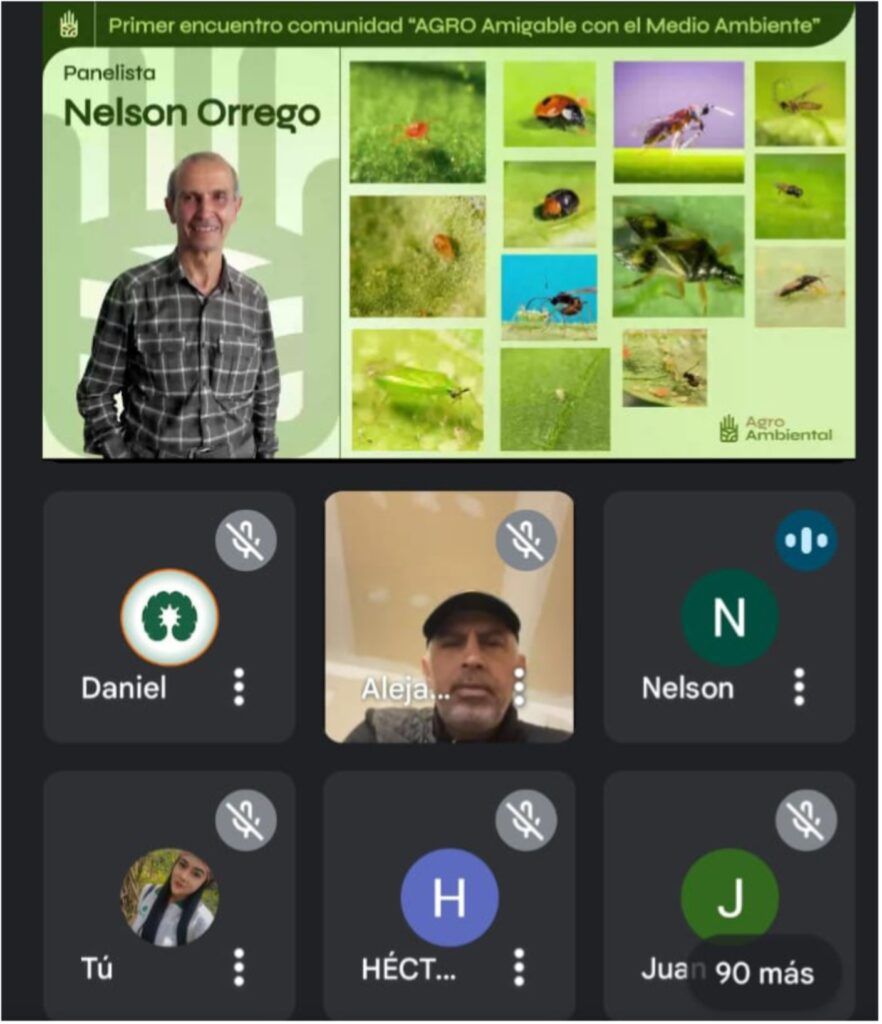 Primer encuentro comunidad “AGRO Amigable con el Medio Ambiente”
Panelista
Nelson Orrego
Agro
Ambiental
Daniel
Aleja...
N
Nelson
Tú
H
HÉCT...
J
Juan
90 más